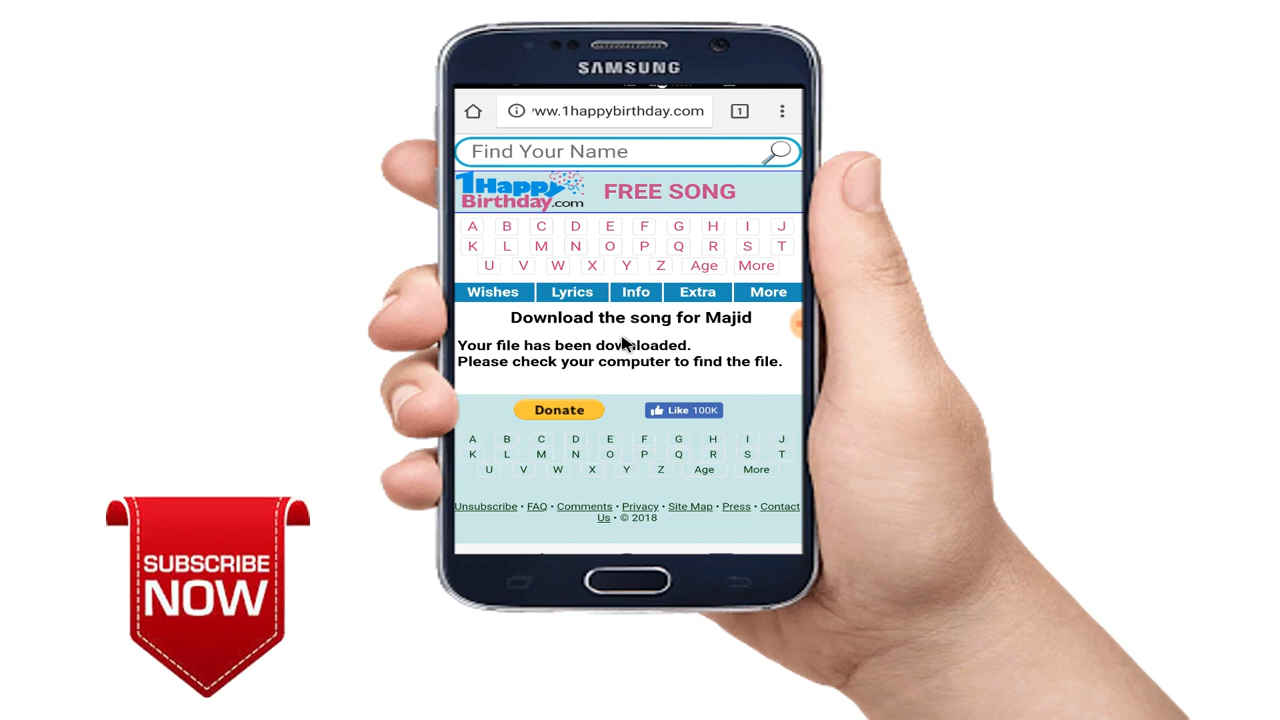 SAMSUNG
ww.1happybirthday.com
1
Find Your Name
1Happy
Birthday.com
FREE SONG
A B C D E F G H I J
K L M N O P Q R S T
U V W X Y Z Age More
Wishes Lyrics Info Extra More
Download the song for Majid
Your file has been downloaded.
Please check your computer to find the file.
Donate
Like 100K
A B C D E F G H I J
K L M N O P Q R S T
U V W X Y Z Age More
Unsubscribe • FAQ • Comments • Privacy • Site Map • Press • Contact
Us • © 2018
SUBSCRIBE
NOW